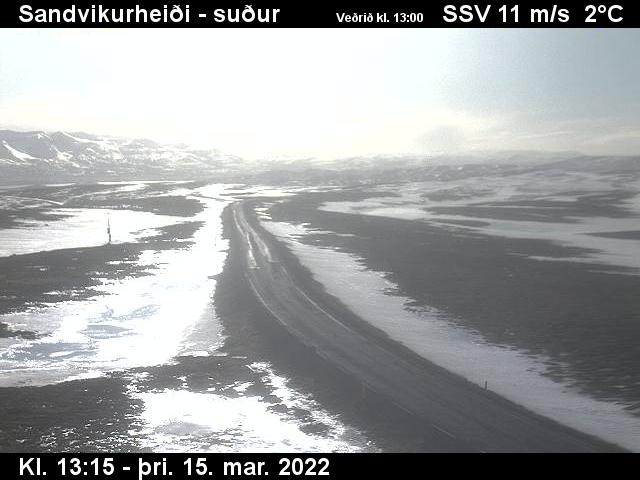 Sandvikurheiði - suður Veðrið kl. 13:00 SSV 11 m/s 2°C
Kl. 13:15 - þri. 15. mar. 2022